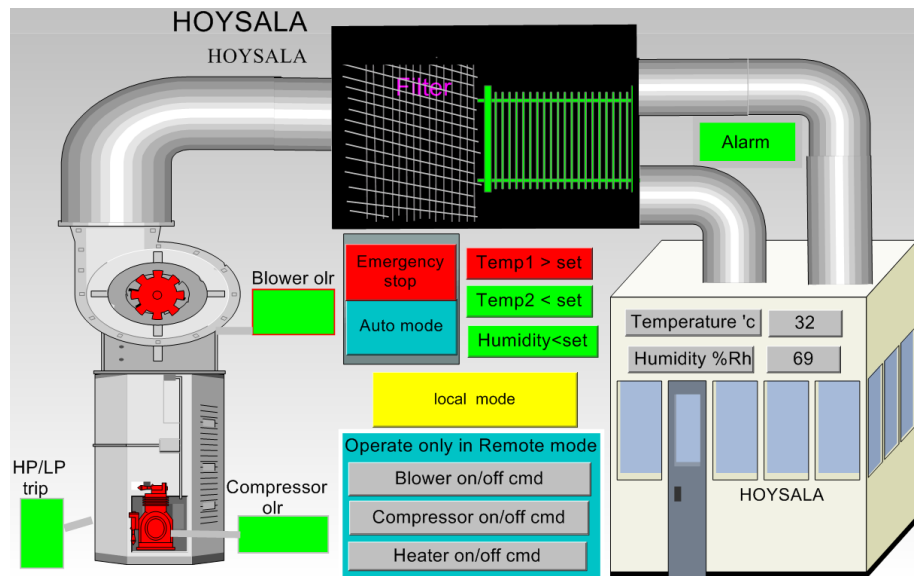 HOYSALA
HOYSALA
Filter
Alarm
Blower olr
Emergency
stop
Auto mode
Temp1 > set
Temp2 < set
Humidity<set
Temperature 'c
32
Humidity %Rh
69
local mode
Operate only in Remote mode
Blower on/off cmd
Compressor on/off cmd
Heater on/off cmd
HP/LP
trip
Compressor
olr
HOYSALA